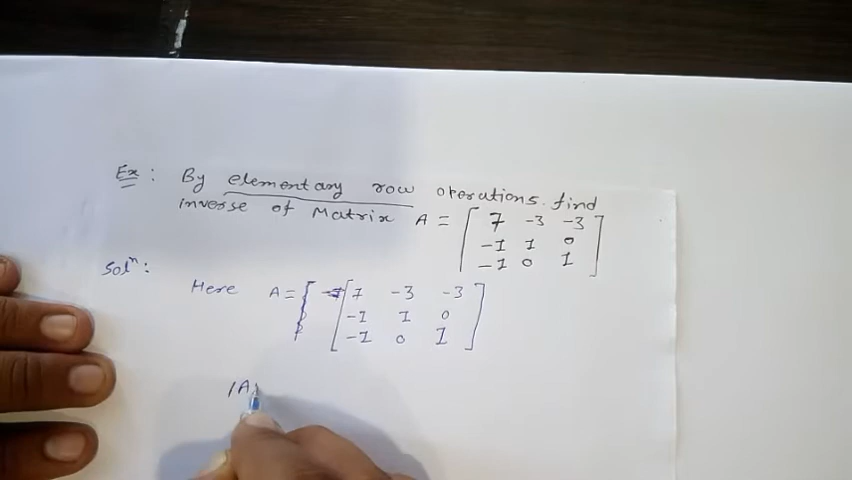 Ex : By elementary row operations find
inverse of Matrix A = [ 7 -3 -3
-1 1 0
-1 0 1 ]
Solⁿ :
Here A = [ 7 -3 -3
-1 1 0
-1 0 1 ]
|A|